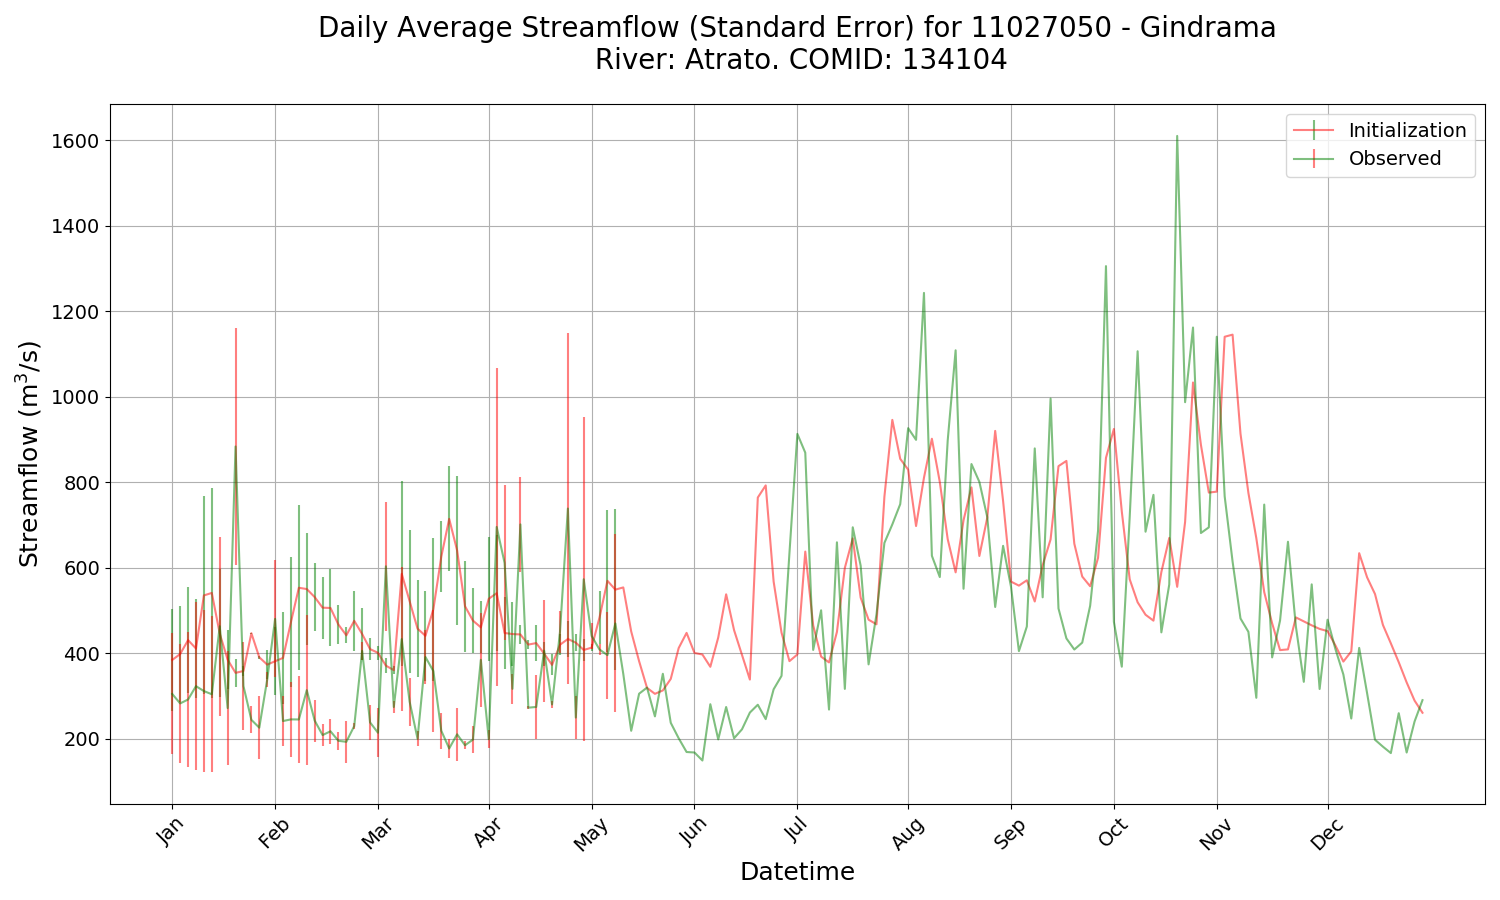 Daily Average Streamflow (Standard Error) for 11027050 - Gindrama
River: Atrato. COMID: 134104
Initialization
Observed
Streamflow (m³/s)
1600
1400
1200
1000
800
600
400
200
Jan
Feb
Mar
Apr
May
Jun
Jul
Aug
Sep
Oct
Nov
Dec
Datetime